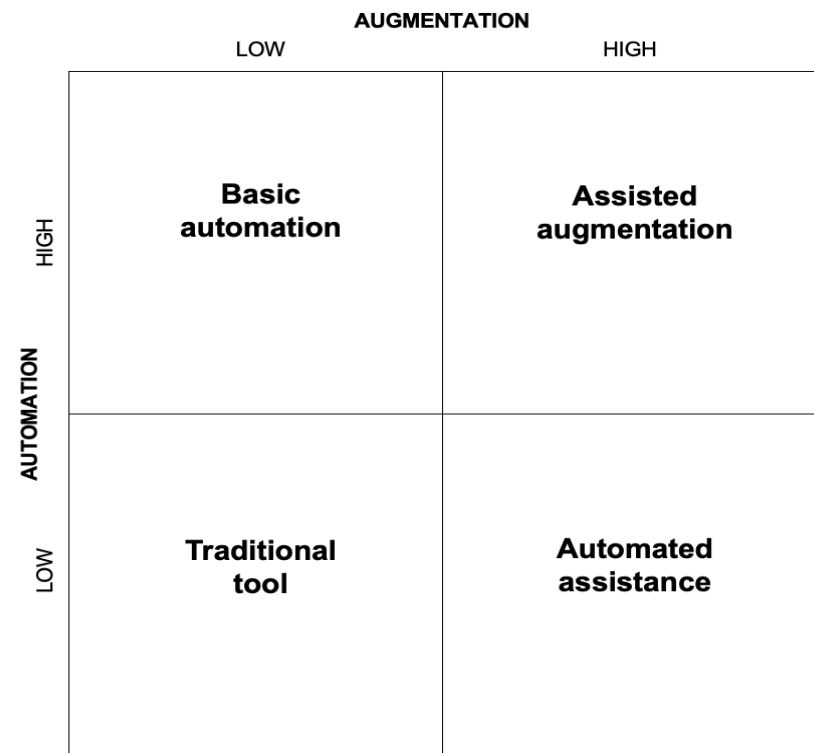 AUGMENTATION
LOW
HIGH
HIGH
Basic
automation
Assisted
augmentation
AUTOMATION
LOW
Traditional
tool
Automated
assistance